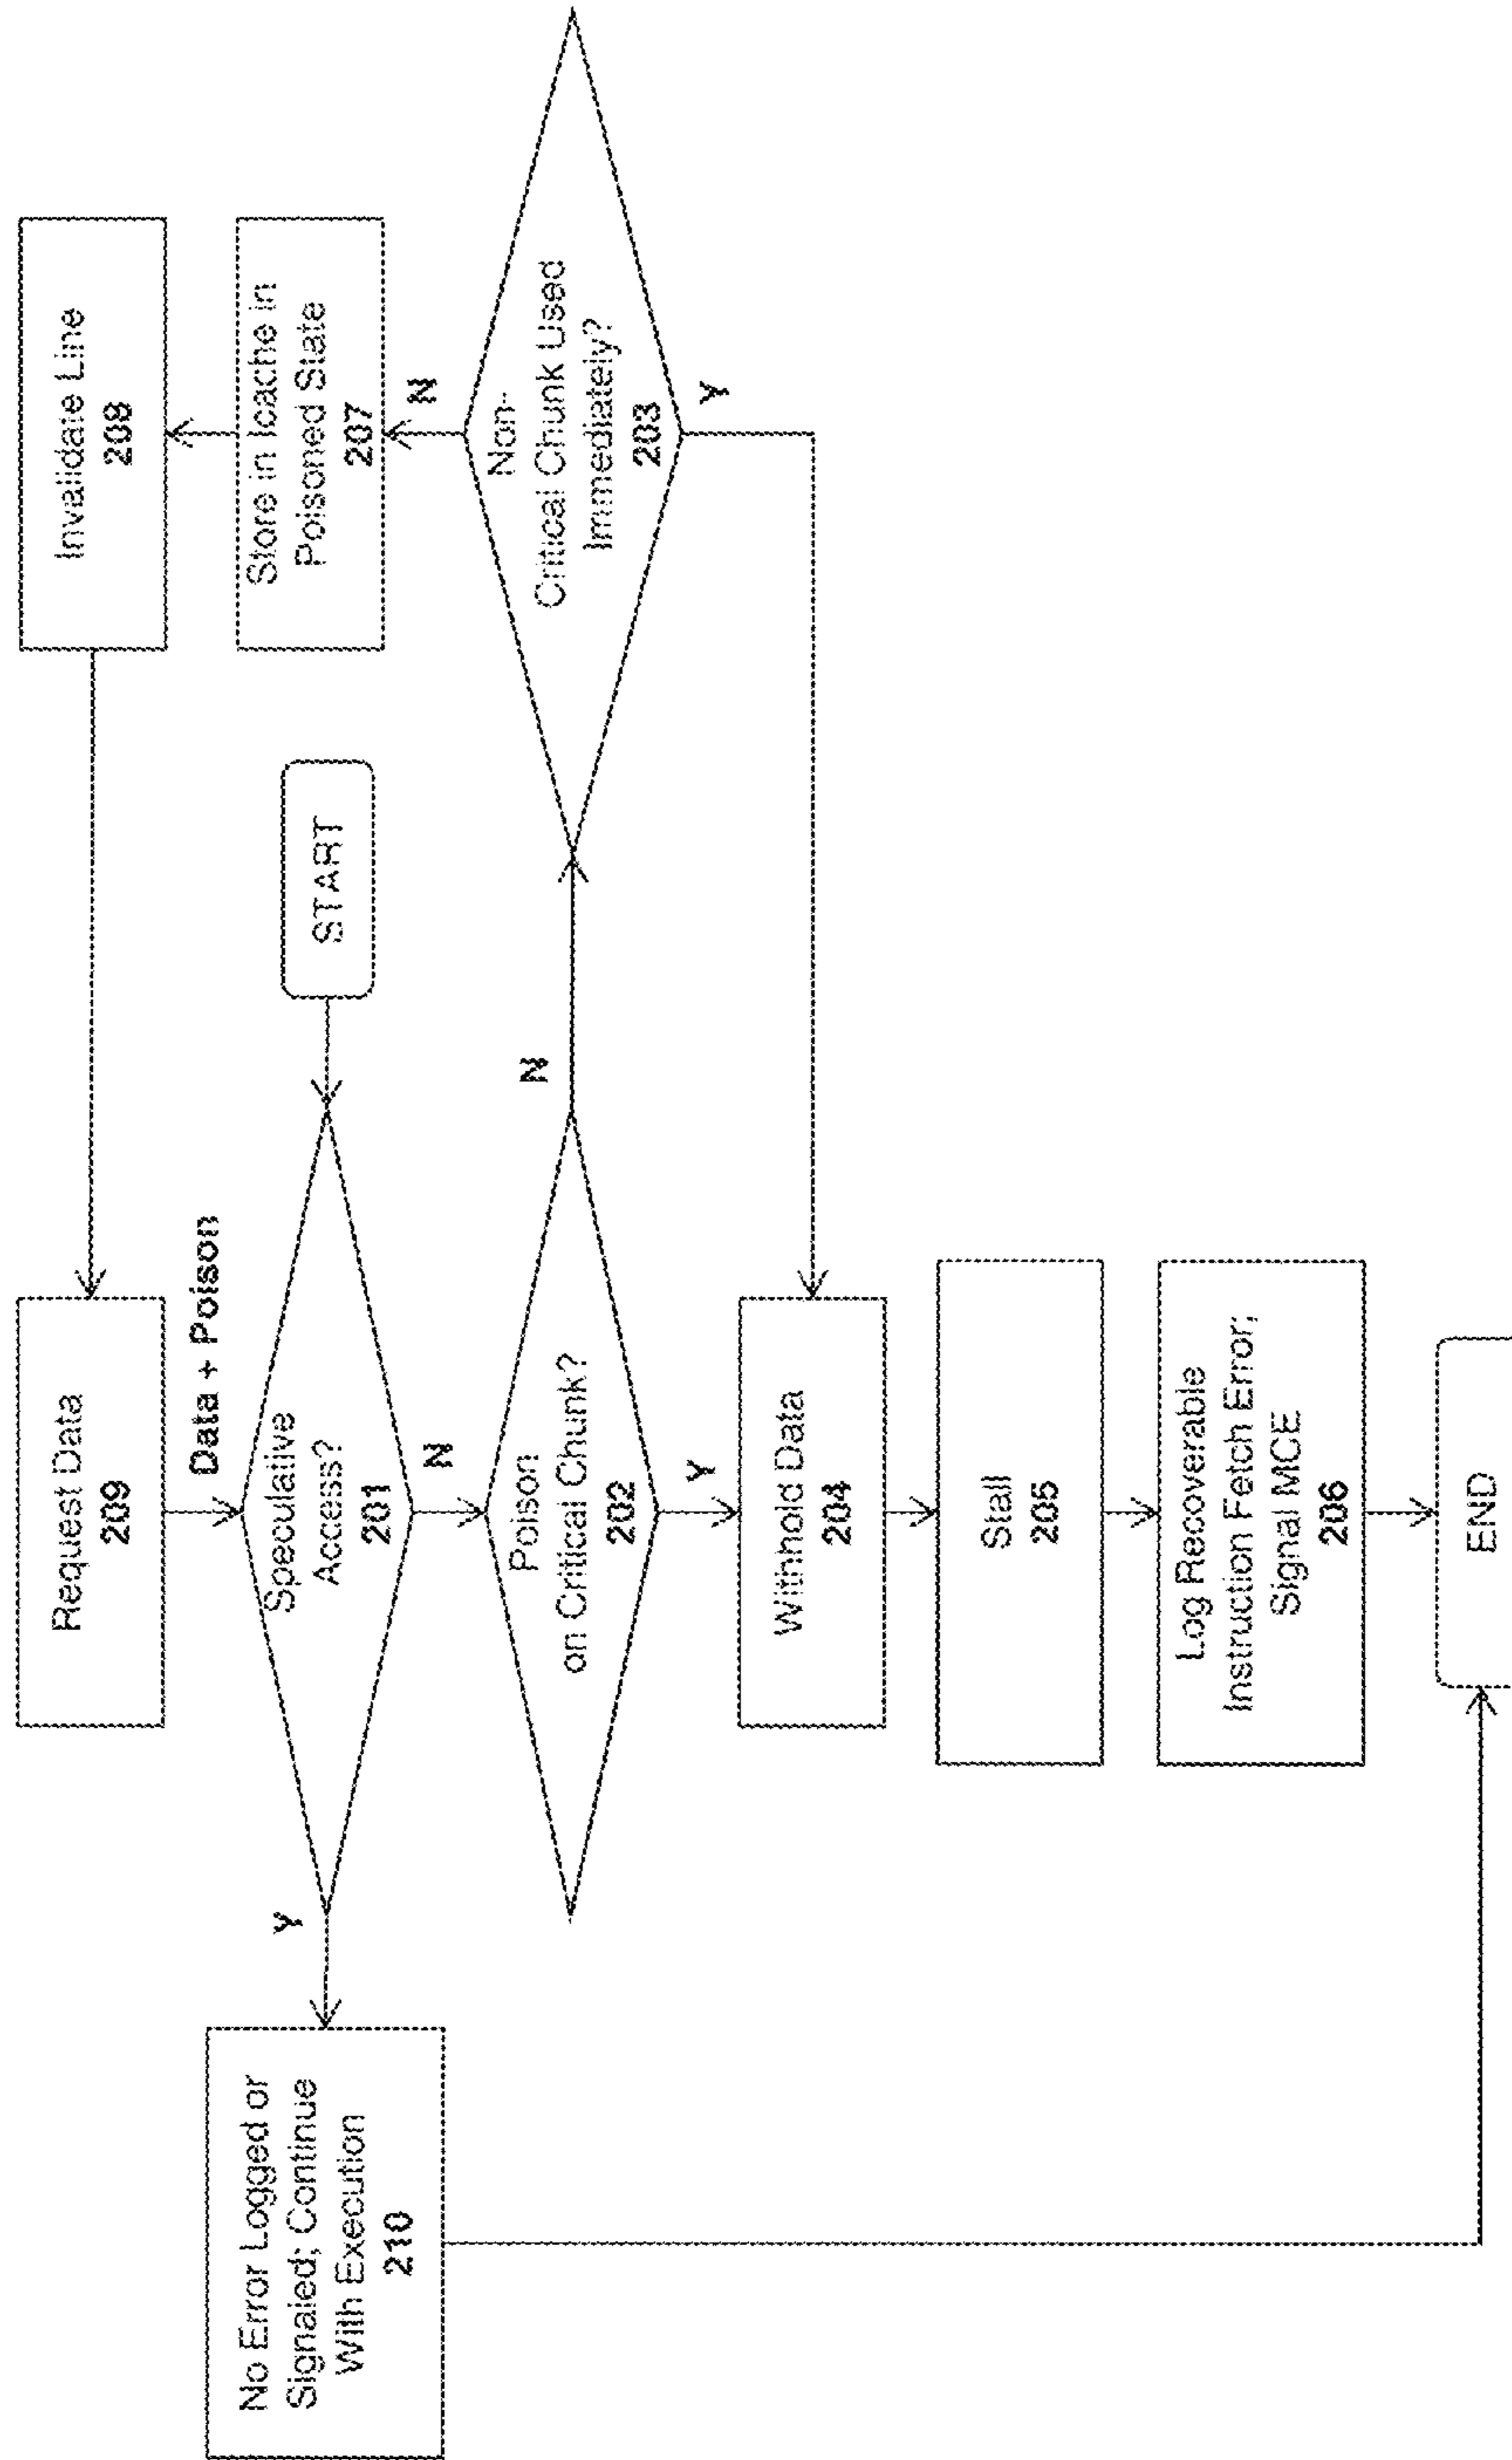 Request Data
209
Data + Poison
Invalidate Line
208
Store in Icache in
Poisoned State
207
START
Speculative
Access?
201
Y
N
No Error Logged or
Signaled; Continue
With Execution
210
Poison
on Critical Chunk?
202
N
Y
Non-
Critical Chunk Used
Immediately?
203
N
Y
Withhold Data
204
Stall
205
Log Recoverable
Instruction Fetch Error;
Signal MCE
206
END